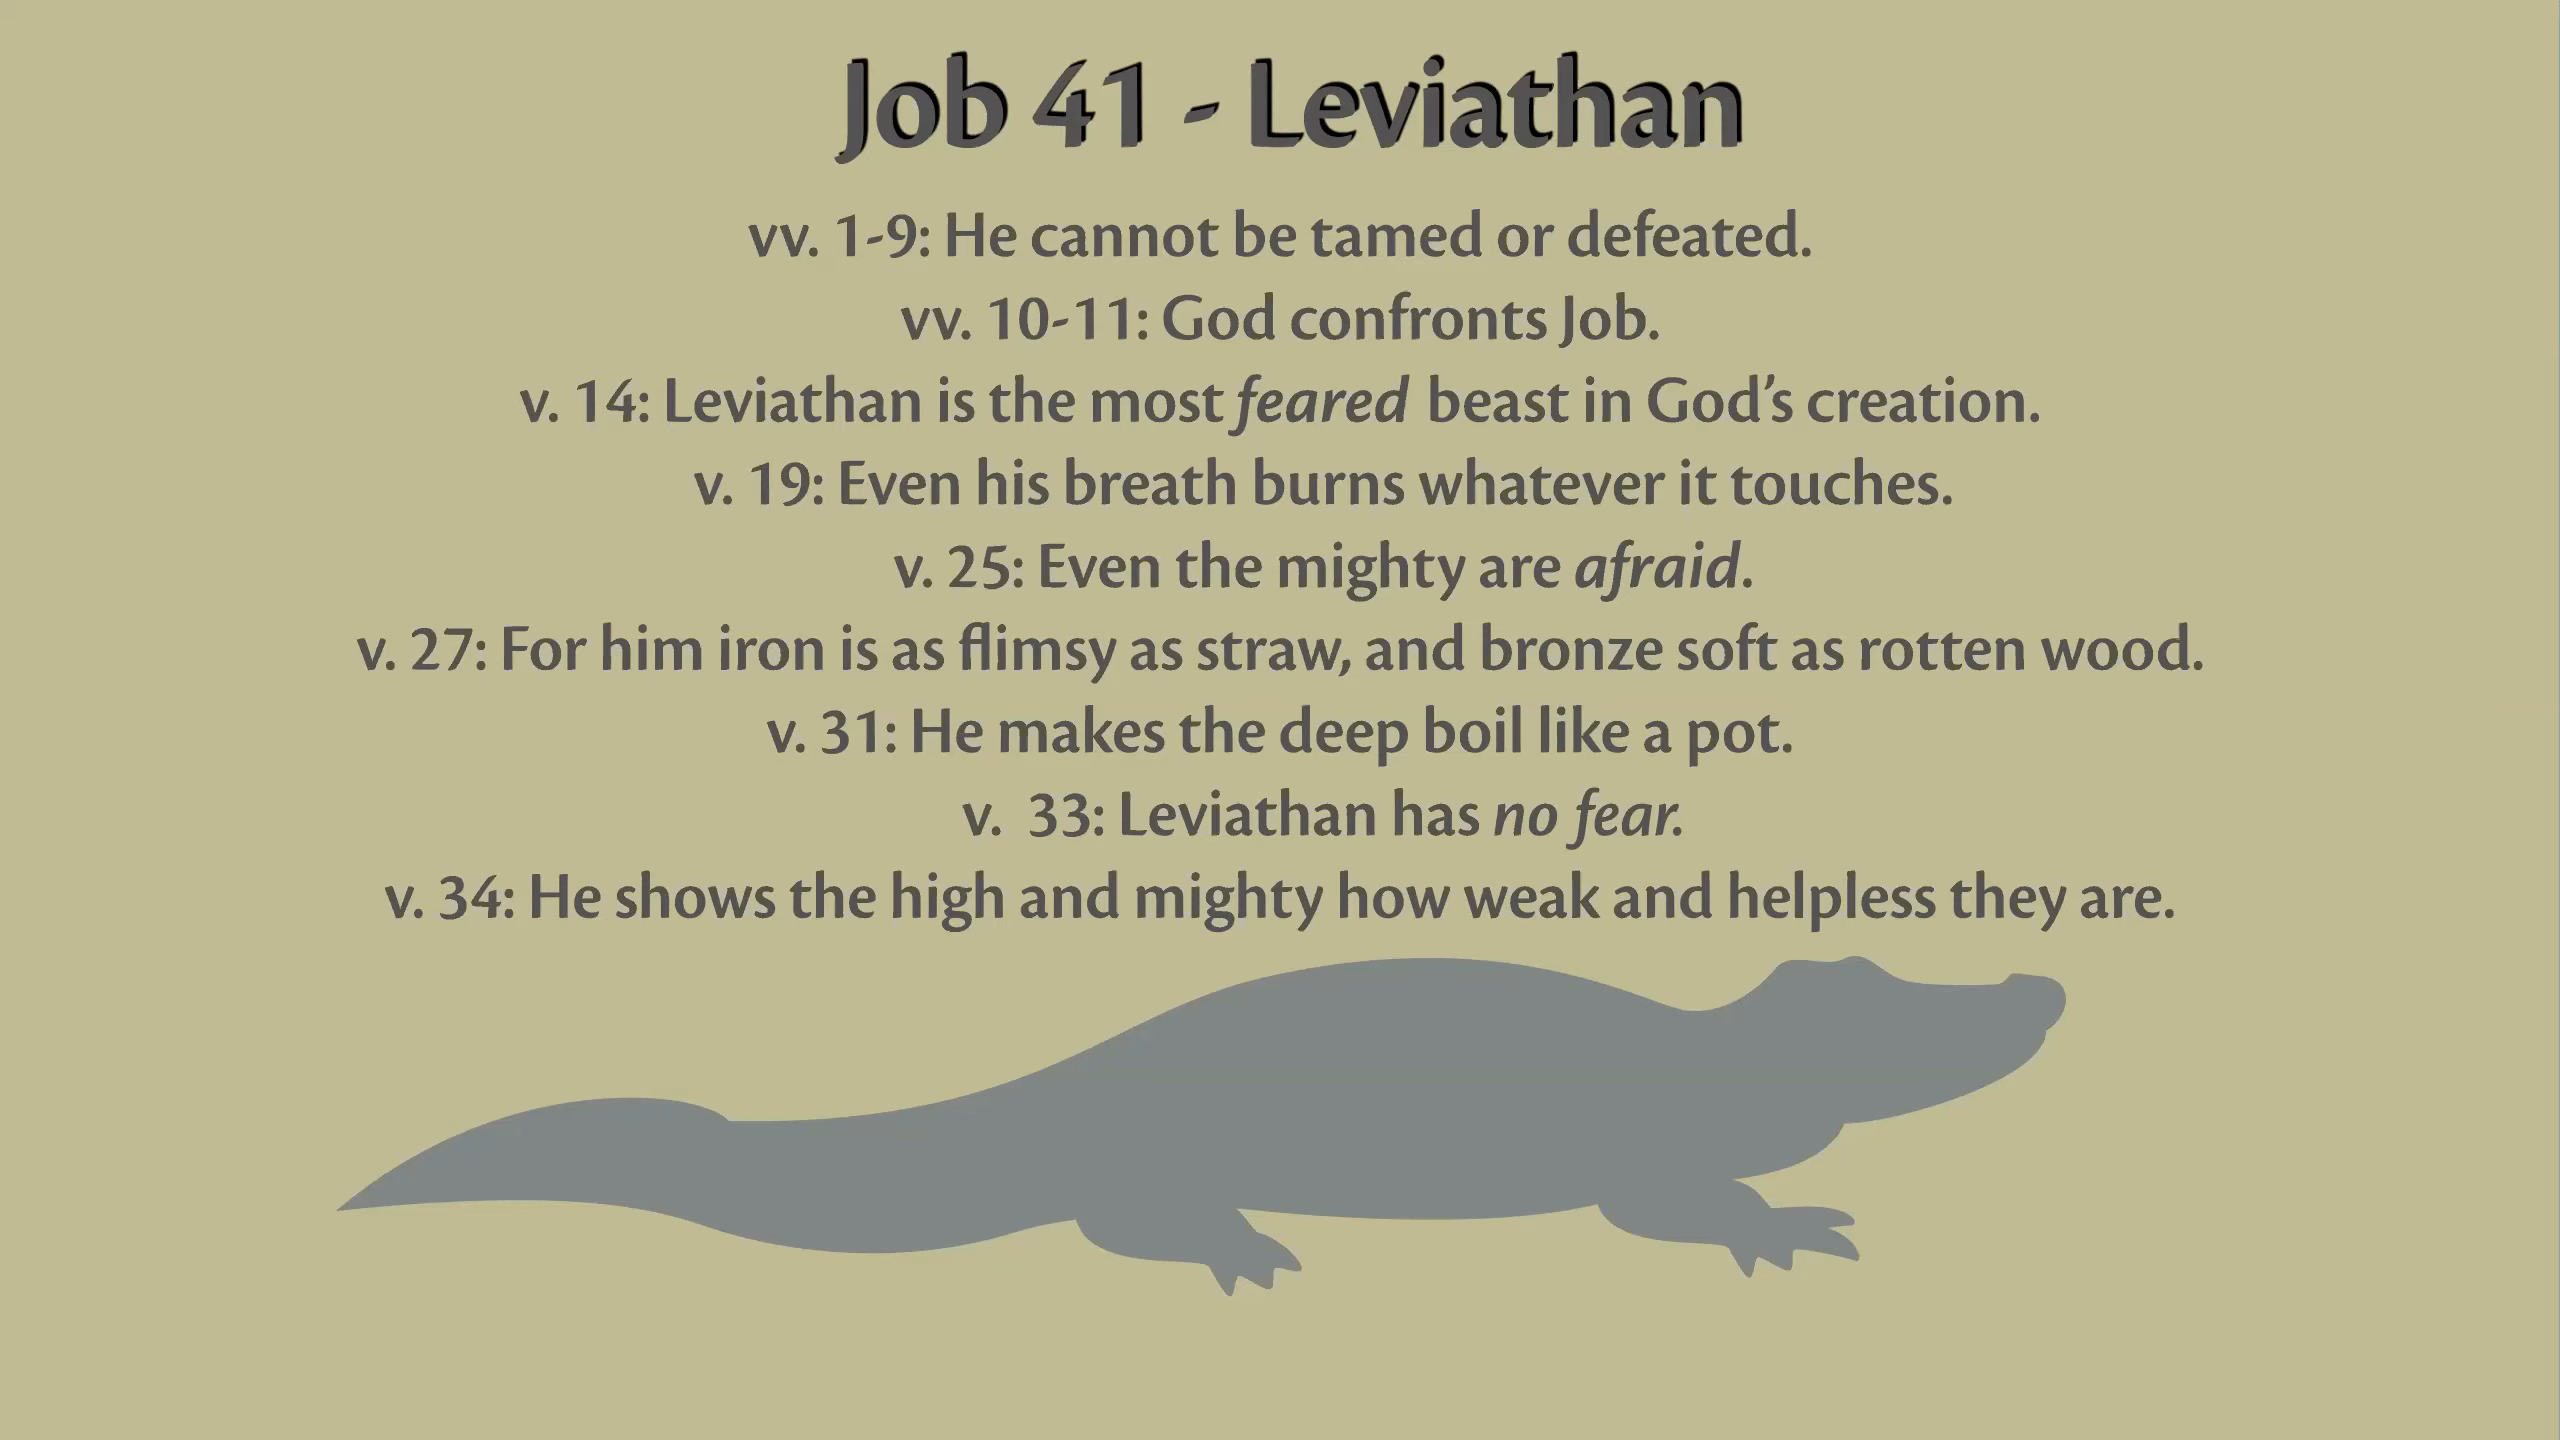 Job 41 - Leviathan
vv. 1-9: He cannot be tamed or defeated.
vv. 10-11: God confronts Job.
v. 14: Leviathan is the most feared beast in God’s creation.
v. 19: Even his breath burns whatever it touches.
v. 25: Even the mighty are afraid.
v. 27: For him iron is as flimsy as straw, and bronze soft as rotten wood.
v. 31: He makes the deep boil like a pot.
v. 33: Leviathan has no fear.
v. 34: He shows the high and mighty how weak and helpless they are.